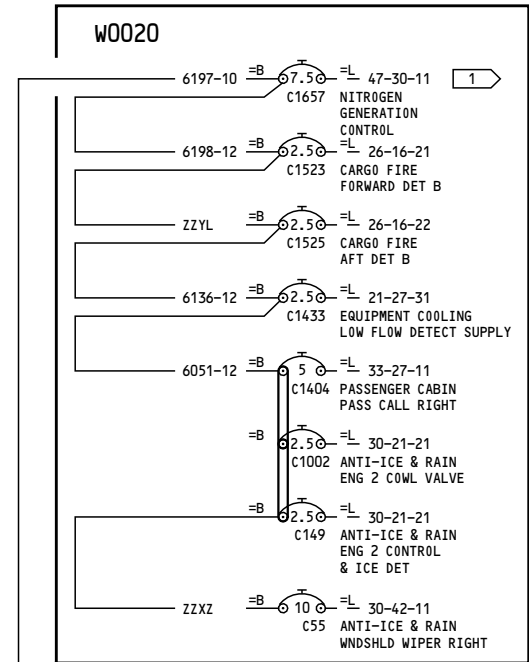 W0020
6197-10 =B 7.5 =L 47-30-11 1
C1657 NITROGEN
GENERATION
CONTROL
6198-12 =B 2.5 =L 26-16-21
C1523 CARGO FIRE
FORWARD DET B
ZZYL =B 2.5 =L 26-16-22
C1525 CARGO FIRE
AFT DET B
6136-12 =B 2.5 =L 21-27-31
C1433 EQUIPMENT COOLING
LOW FLOW DETECT SUPPLY
6051-12 =B 5 =L 33-27-11
C1404 PASSENGER CABIN
PASS CALL RIGHT
=B 2.5 =L 30-21-21
C1002 ANTI-ICE & RAIN
ENG 2 COWL VALVE
=B 2.5 =L 30-21-21
C149 ANTI-ICE & RAIN
ENG 2 CONTROL
& ICE DET
ZZXZ =B 10 =L 30-42-11
C55 ANTI-ICE & RAIN
WNDSHLD WIPER RIGHT